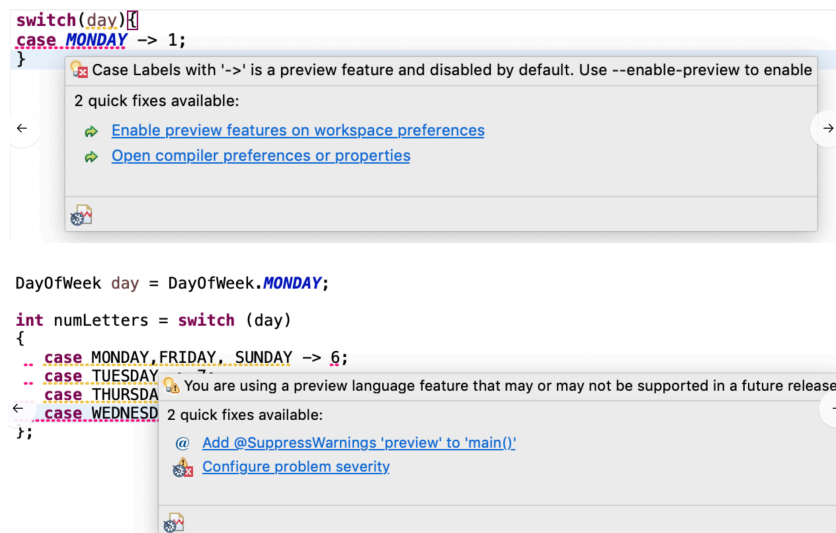 switch(day){
case MONDAY -> 1;
}
Case Labels with '->' is a preview feature and disabled by default. Use --enable-preview to enable
2 quick fixes available:
Enable preview features on workspace preferences
Open compiler preferences or properties
DayOfWeek day = DayOfWeek.MONDAY;
int numLetters = switch (day)
{
case MONDAY,FRIDAY, SUNDAY -> 6;
case TUESDAY
case THURSDA
case WEDNESD
};
You are using a preview language feature that may or may not be supported in a future release
2 quick fixes available:
@ Add @SuppressWarnings 'preview' to 'main()'
Configure problem severity